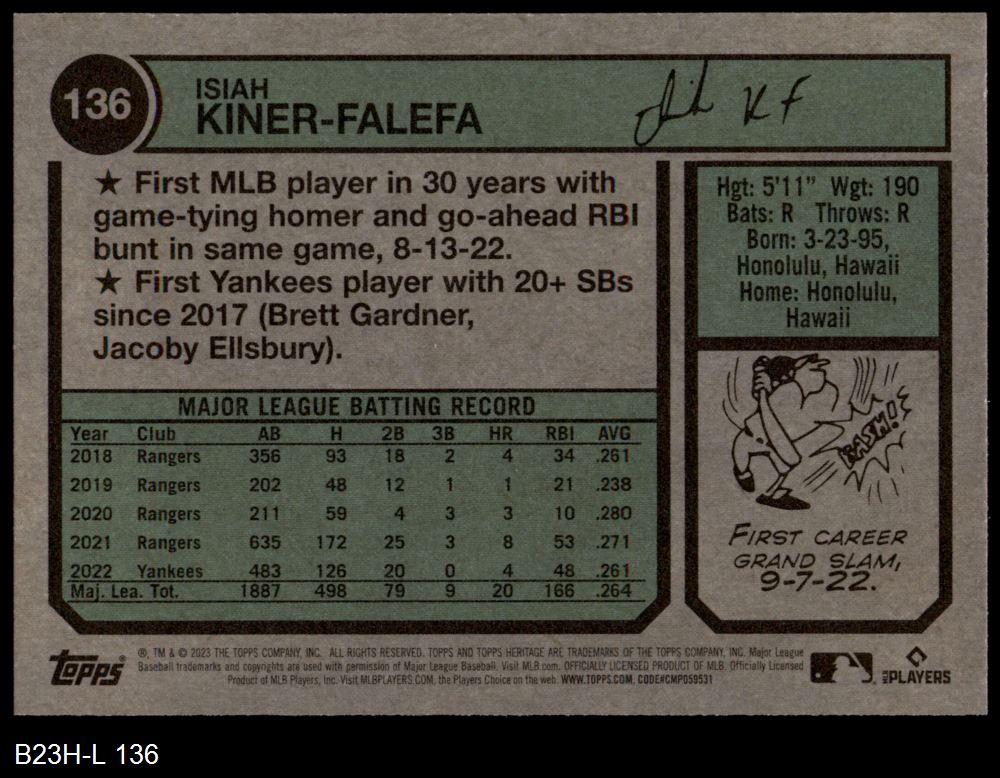 136
ISIAH
KINER-FALEFA
★ First MLB player in 30 years with
game-tying homer and go-ahead RBI
bunt in same game, 8-13-22.
★ First Yankees player with 20+ SBs
since 2017 (Brett Gardner,
Jacoby Ellsbury).
Hgt: 5'11" Wgt: 190
Bats: R Throws: R
Born: 3-23-95,
Honolulu, Hawaii
Home: Honolulu,
Hawaii
MAJOR LEAGUE BATTING RECORD
Year Club AB H 2B 3B HR RBI AVG
2018 Rangers 356 93 18 2 4 34 .261
2019 Rangers 202 48 12 1 1 21 .238
2020 Rangers 211 59 4 3 3 10 .280
2021 Rangers 635 172 25 3 8 53 .271
2022 Yankees 483 126 20 0 4 48 .261
Maj. Lea. Tot. 1887 498 79 9 20 166 .264
FIRST CAREER
GRAND SLAM,
9-7-22.
TOPPS
®, TM & © 2023 THE TOPPS COMPANY, INC. ALL RIGHTS RESERVED. TOPPS AND TOPPS HERITAGE ARE TRADEMARKS OF THE TOPPS COMPANY, INC. Major League
Baseball trademarks and copyrights are used with permission of Major League Baseball. Visit MLB.com. OFFICIALLY LICENSED PRODUCT OF MLB. Officially Licensed
Product of MLB Players, Inc. Visit MLBPLAYERS.COM, the Players Choice on the web. WWW.TOPPS.COM. CODE#CMP059531
MLB PLAYERS
B23H-L 136